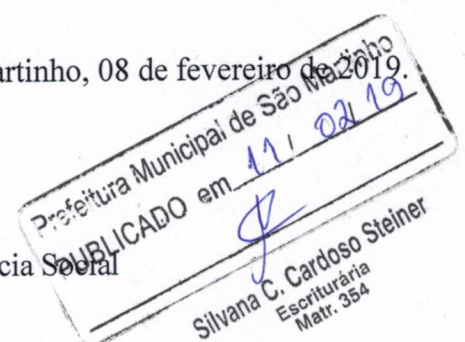 artinho, 08 de fevereiro de 2019.
Prefeitura Municipal de São Martinho
PUBLICADO em 11/02/19
cia Social
Silvana C. Cardoso Steiner
Escriturária
Matr. 354